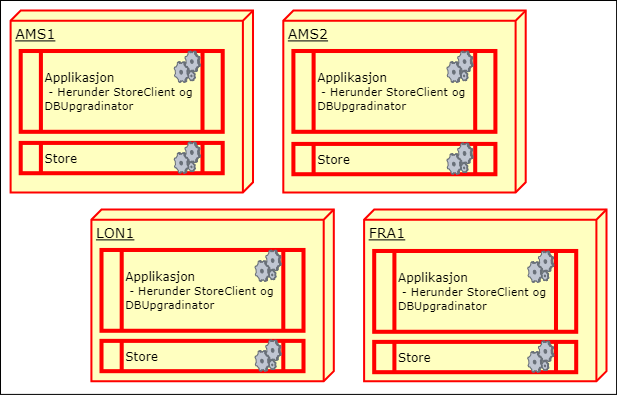 AMS1
Applikasjon
- Herunder StoreClient og
DBUpgradinator
Store
AMS2
Applikasjon
- Herunder StoreClient og
DBUpgradinator
Store
LON1
Applikasjon
- Herunder StoreClient og
DBUpgradinator
Store
FRA1
Applikasjon
- Herunder StoreClient og
DBUpgradinator
Store